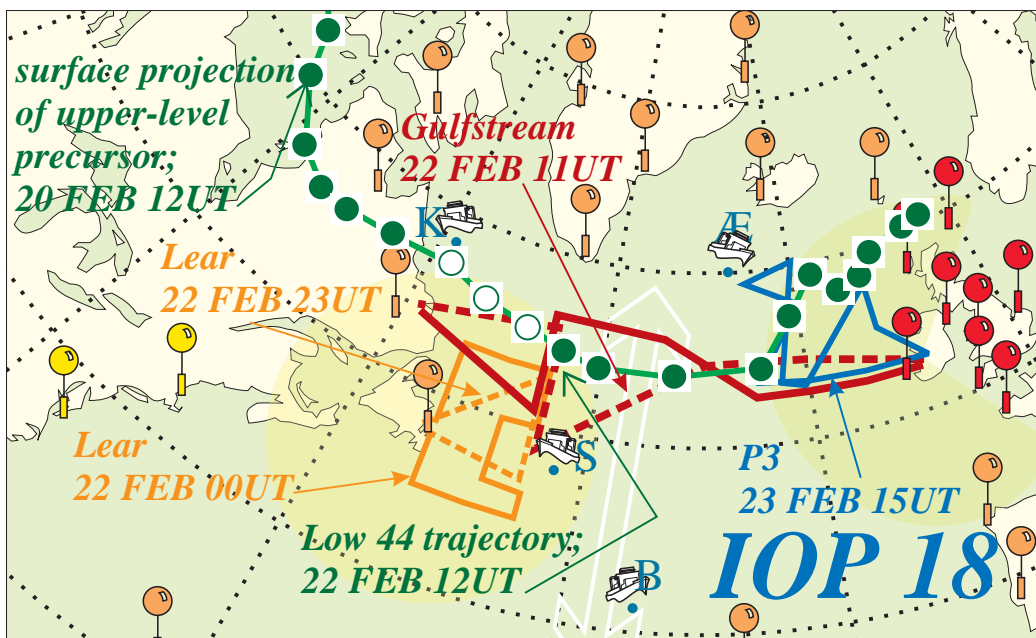 surface projection
of upper-level
precursor;
20 FEB 12UT
Gulfstream
22 FEB 11UT
K
Æ
Lear
22 FEB 23UT
Lear
22 FEB 00UT
S
P3
23 FEB 15UT
Low 44 trajectory;
22 FEB 12UT
B
IOP 18